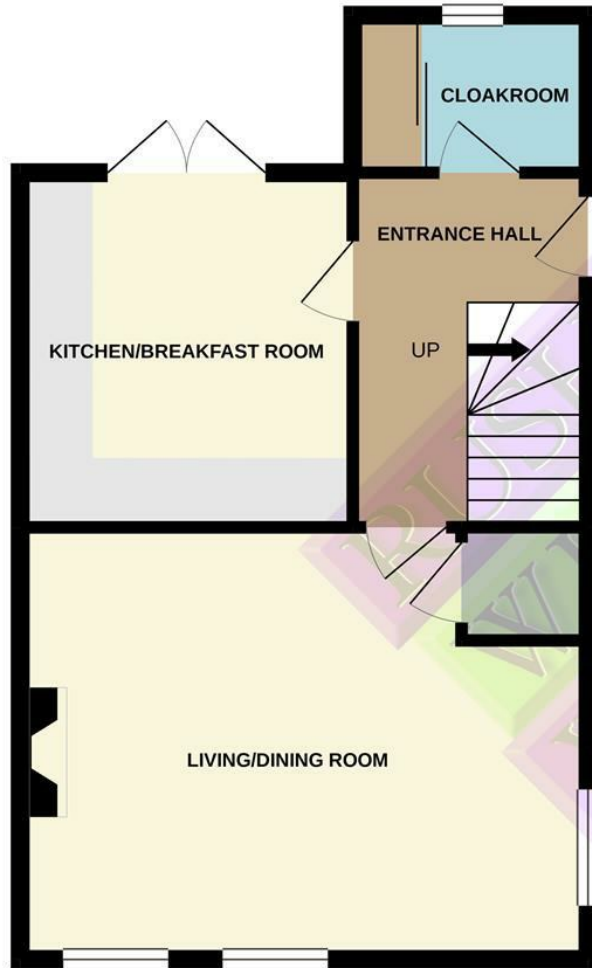 CLOAKROOM
ENTRANCE HALL
KITCHEN/BREAKFAST ROOM
UP
LIVING/DINING ROOM